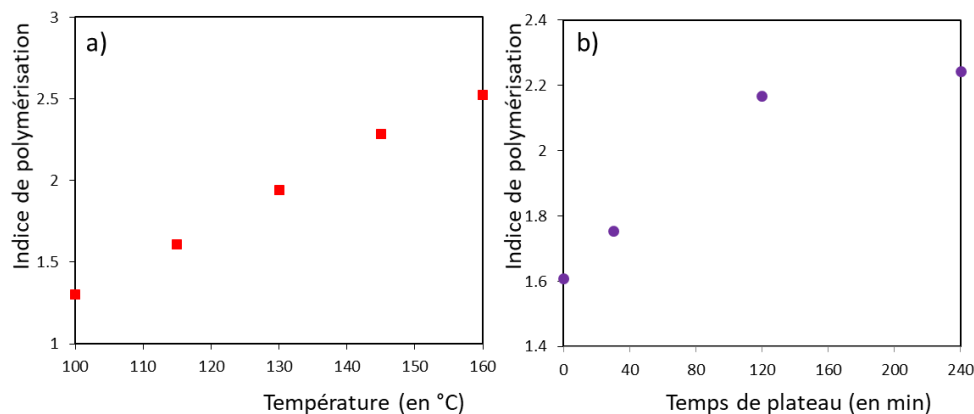 a)
Indice de polymérisation
3
2.5
2
1.5
1
100 110 120 130 140 150 160
Température (en °C)
b)
Indice de polymérisation
2.4
2.2
2
1.8
1.6
1.4
0 40 80 120 160 200 240
Temps de plateau (en min)